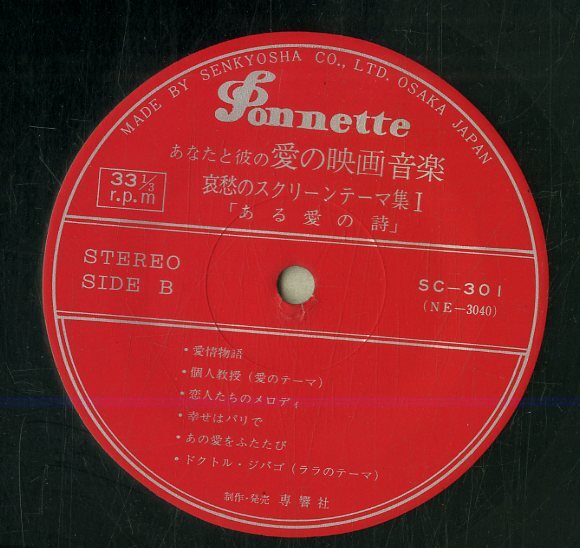 MADE BY SENKYOSHA CO., LTD. OSAKA JAPAN
Sonnette
あなたと彼の愛の映画音楽
哀愁のスクリーンテーマ集 I
「ある愛の詩」
33 1/3
r.p.m
STEREO
SIDE B
SC-301
(NE-3040)
・愛情物語
・個人教授(愛のテーマ)
・恋人たちのメロディ
・幸せはパリで
・あの愛をふたたび
・ドクトル・ジバゴ(ララのテーマ)
制作・発売 専響社